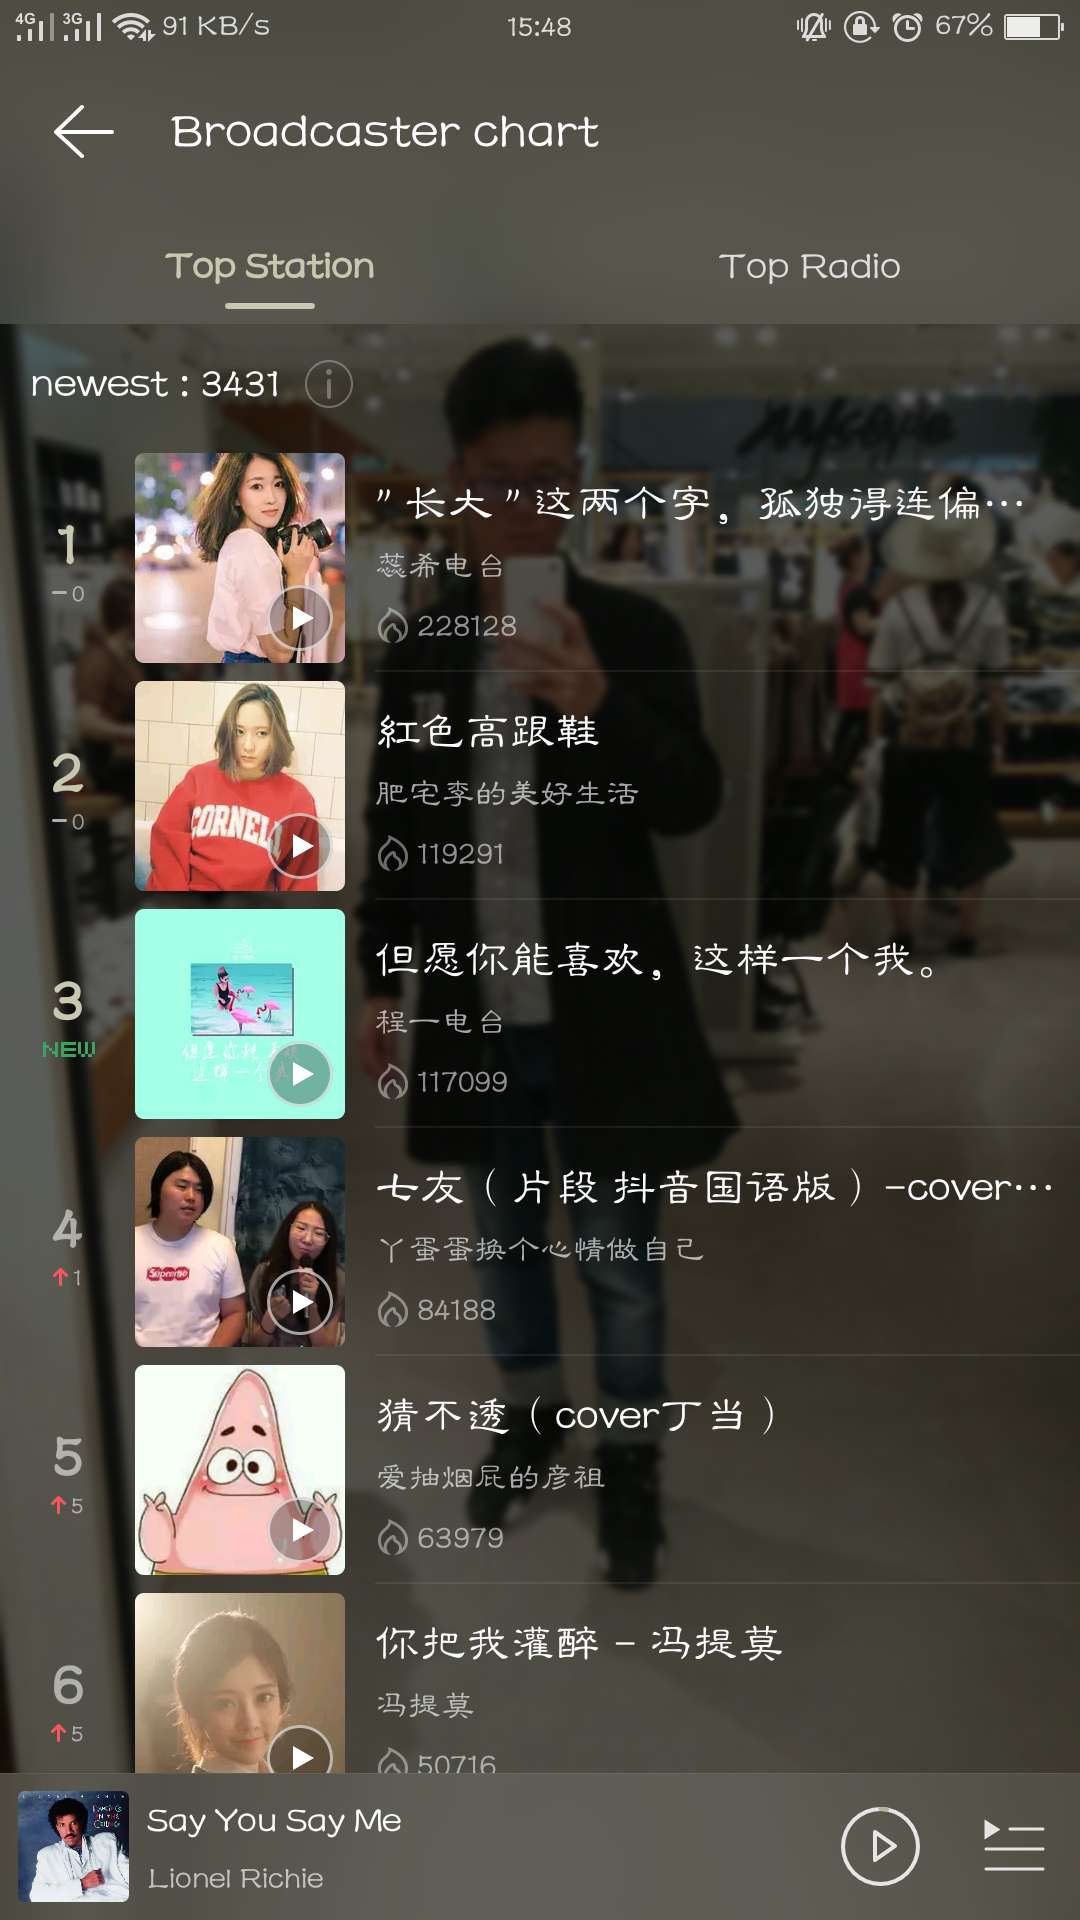 4G 3G 91 KB/s 15:48 67%
Broadcaster chart
Top Station Top Radio
newest : 3431
1
-0
"长大"这两个字，孤独得连偏…
蕊希电台
228128
2
-0
CORNELL
紅色高跟鞋
肥宅李的美好生活
119291
3
NEW
但愿你能喜欢，这样一个我。
程一电台
117099
4
↑1
Supreme
七友（片段 抖音国语版）-cover…
丫蛋蛋换个心情做自己
84188
5
↑5
猜不透（cover丁当）
爱抽烟屁的彦祖
63979
6
↑5
你把我灌醉 - 冯提莫
冯提莫
50716
Say You Say Me
Lionel Richie